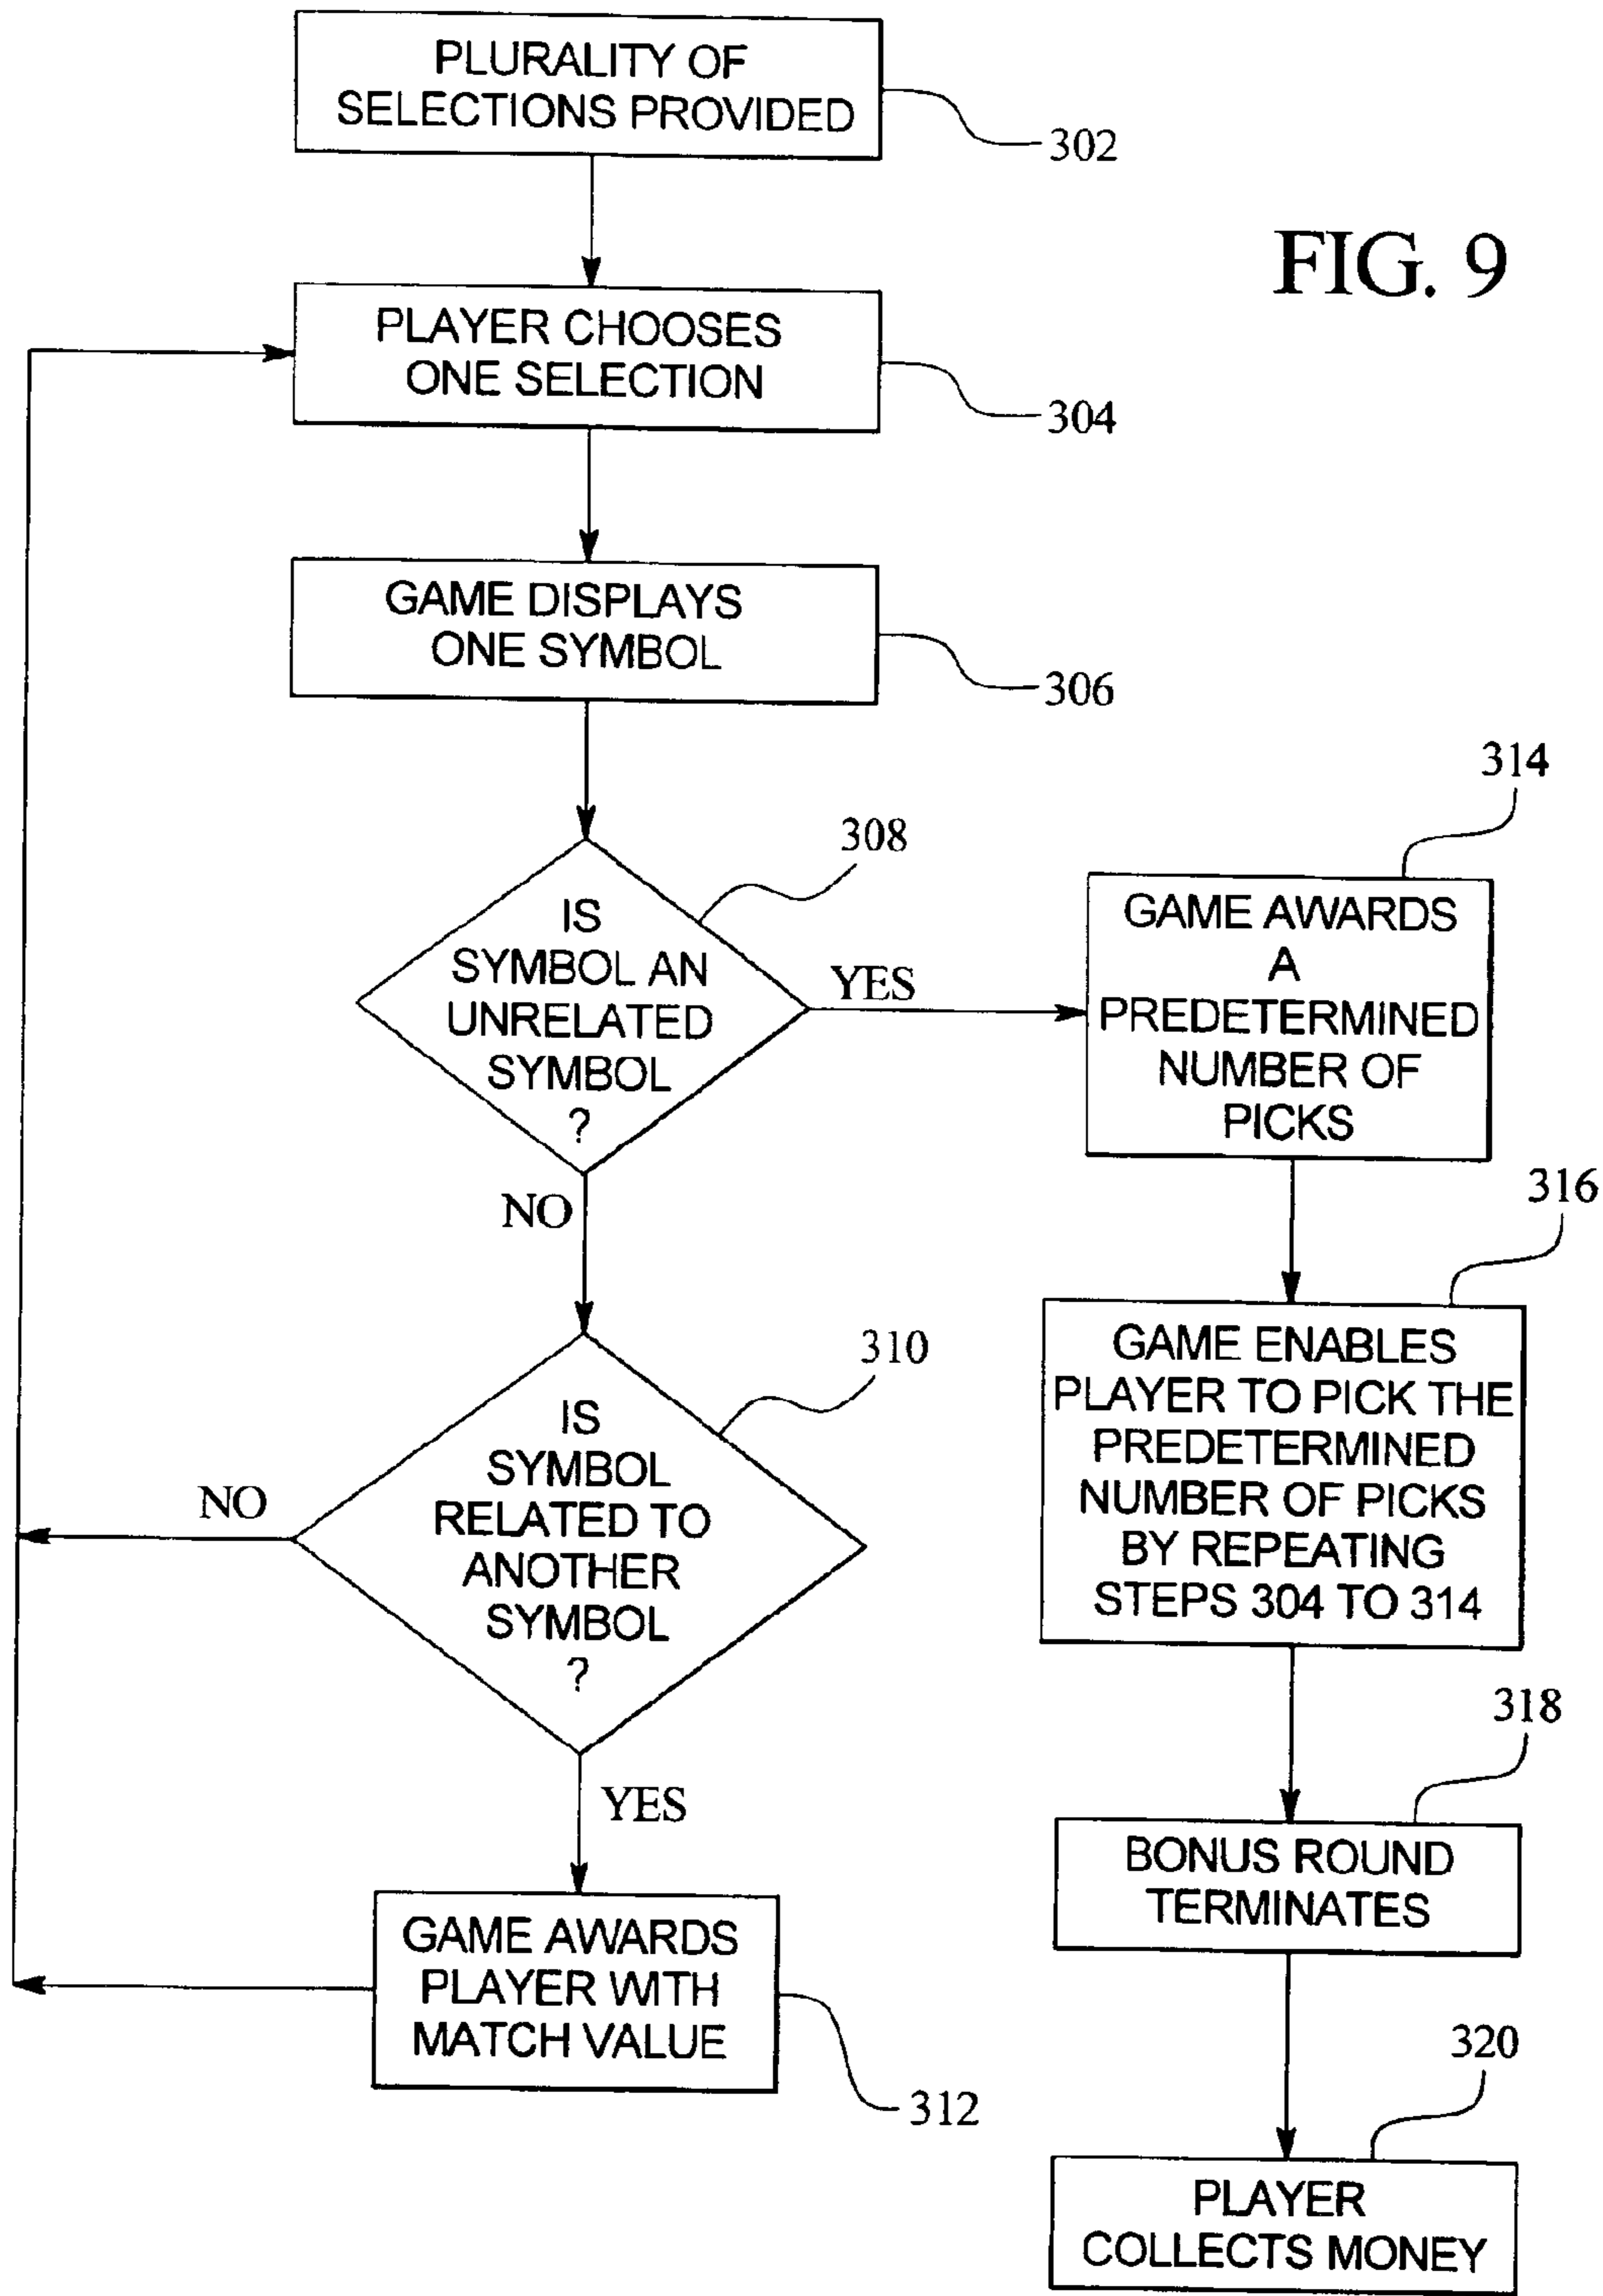 PLURALITY OF
SELECTIONS PROVIDED
302
FIG. 9
PLAYER CHOOSES
ONE SELECTION
304
GAME DISPLAYS
ONE SYMBOL
306
308
IS
SYMBOL AN
UNRELATED
SYMBOL
?
YES
NO
314
GAME AWARDS
A
PREDETERMINED
NUMBER OF
PICKS
316
GAME ENABLES
PLAYER TO PICK THE
PREDETERMINED
NUMBER OF PICKS
BY REPEATING
STEPS 304 TO 314
310
IS
SYMBOL
RELATED TO
ANOTHER
SYMBOL
?
NO
YES
GAME AWARDS
PLAYER WITH
MATCH VALUE
312
318
BONUS ROUND
TERMINATES
320
PLAYER
COLLECTS MONEY